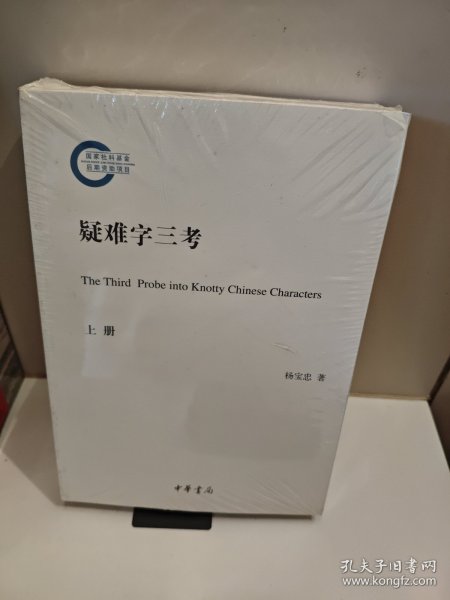 国家社科基金
后期资助项目
疑难字三考
The Third Probe into Knotty Chinese Characters
上册
杨宝忠 著
中華書局
孔夫子旧书网
www.kongfz.com